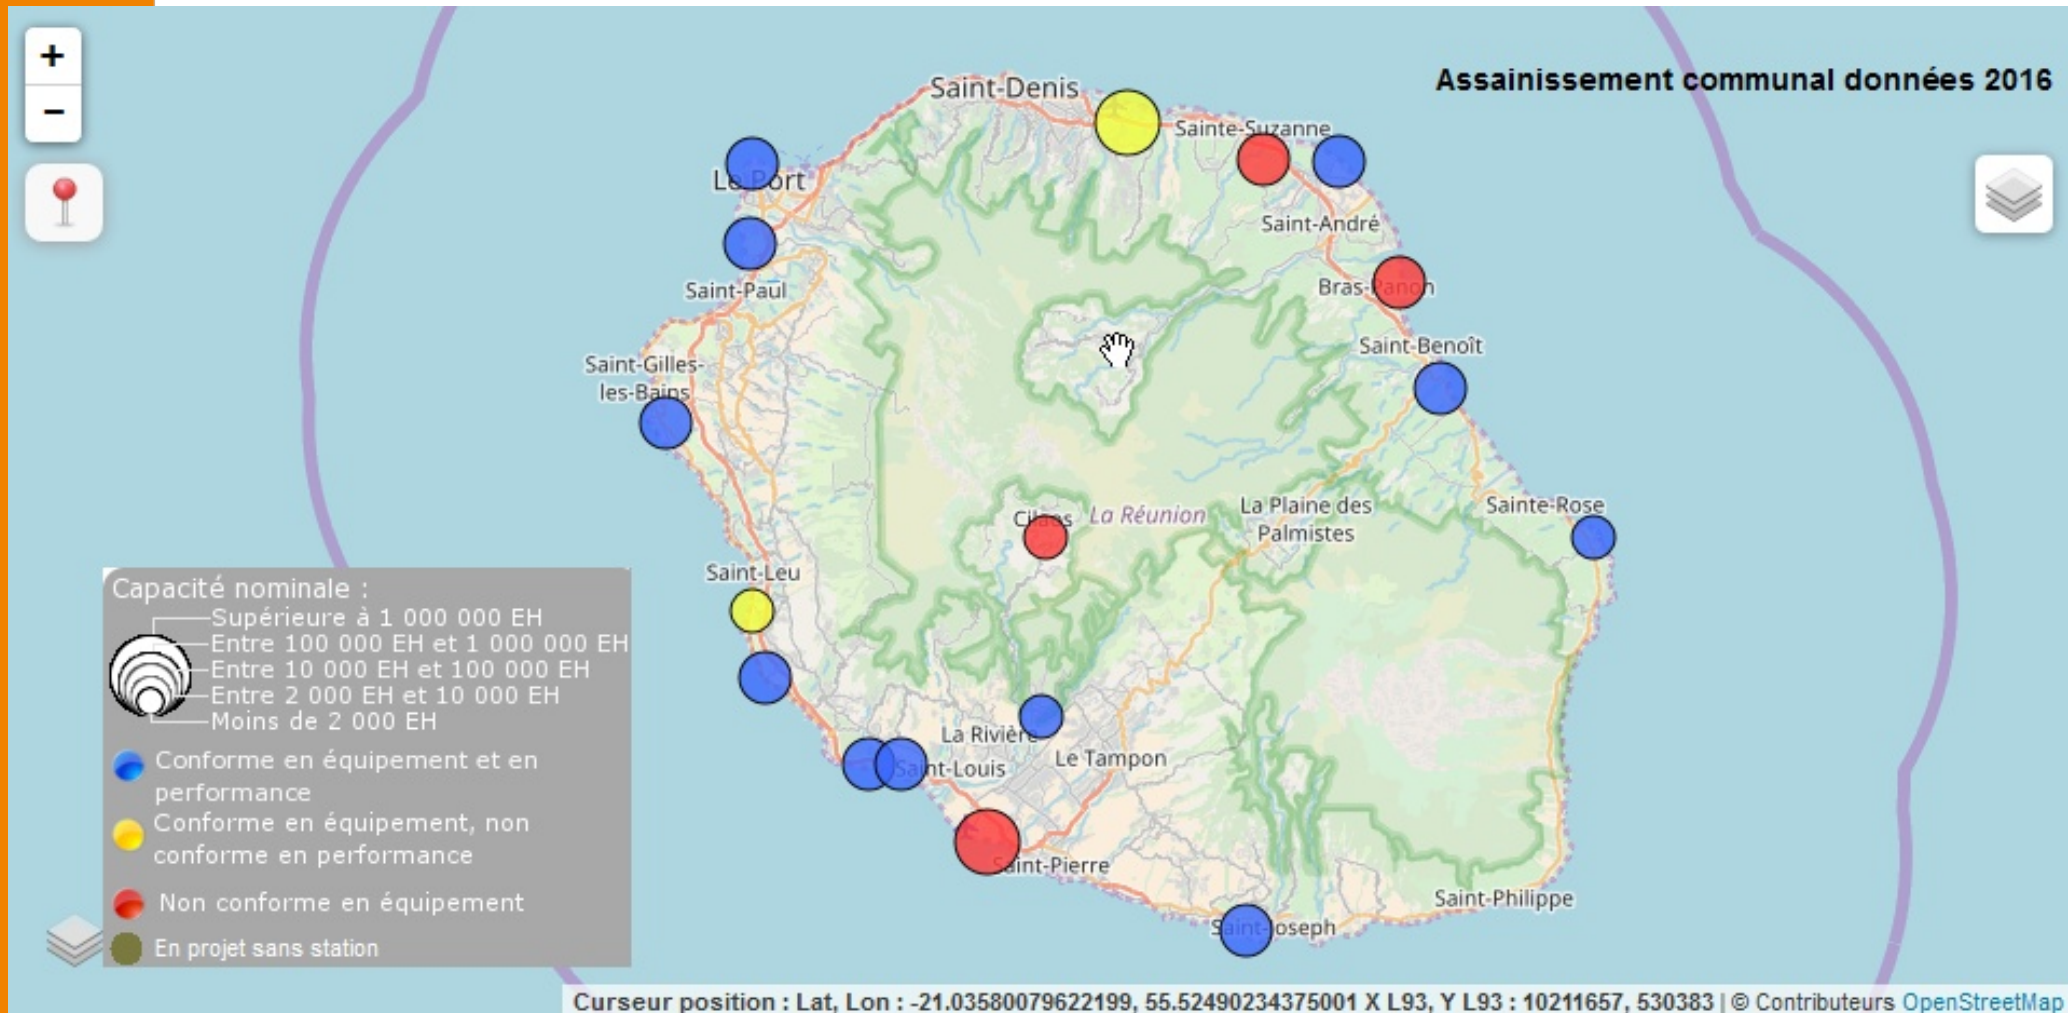 +
−
Assainissement communal données 2016
Saint-Denis
Sainte-Suzanne
Le Port
Saint-André
Saint-Paul
Bras-Panon
Saint-Benoît
Saint-Gilles-
les-Bains
Cilaos
La Réunion
La Plaine des
Palmistes
Sainte-Rose
Saint-Leu
La Rivière
Le Tampon
Saint-Louis
Saint-Pierre
Saint-Philippe
Saint-Joseph
Capacité nominale :
Supérieure à 1 000 000 EH
Entre 100 000 EH et 1 000 000 EH
Entre 10 000 EH et 100 000 EH
Entre 2 000 EH et 10 000 EH
Moins de 2 000 EH
Conforme en équipement et en
performance
Conforme en équipement, non
conforme en performance
Non conforme en équipement
En projet sans station
Curseur position : Lat, Lon : -21.03580079622199, 55.52490234375001 X L93, Y L93 : 10211657, 530383 | © Contributeurs OpenStreetMap